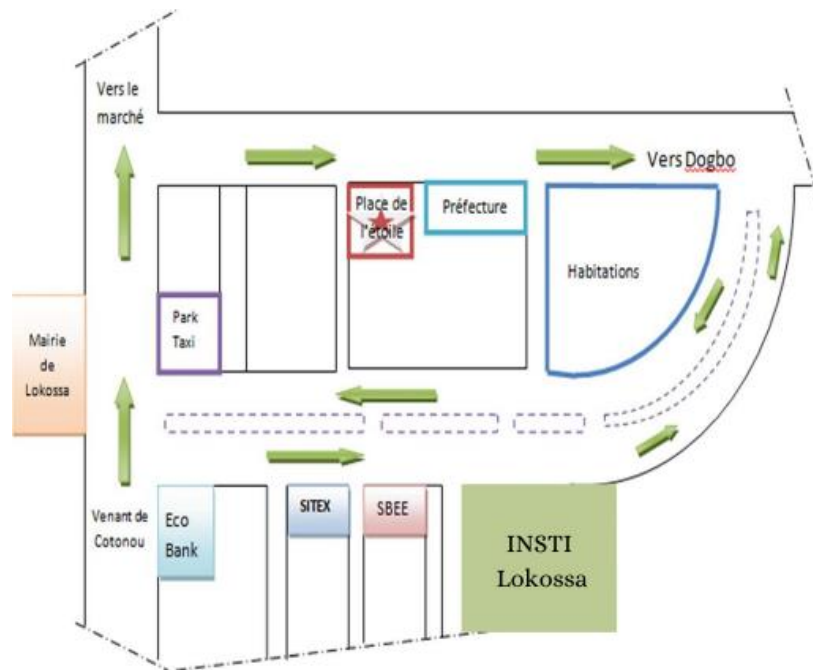 Vers le
marché
Vers Dogbo
Place de
l'étoile
Préfecture
Habitations
Park
Taxi
Mairie
de
Lokossa
Venant de
Cotonou
Eco
Bank
SITEX
SBEE
INSTI
Lokossa